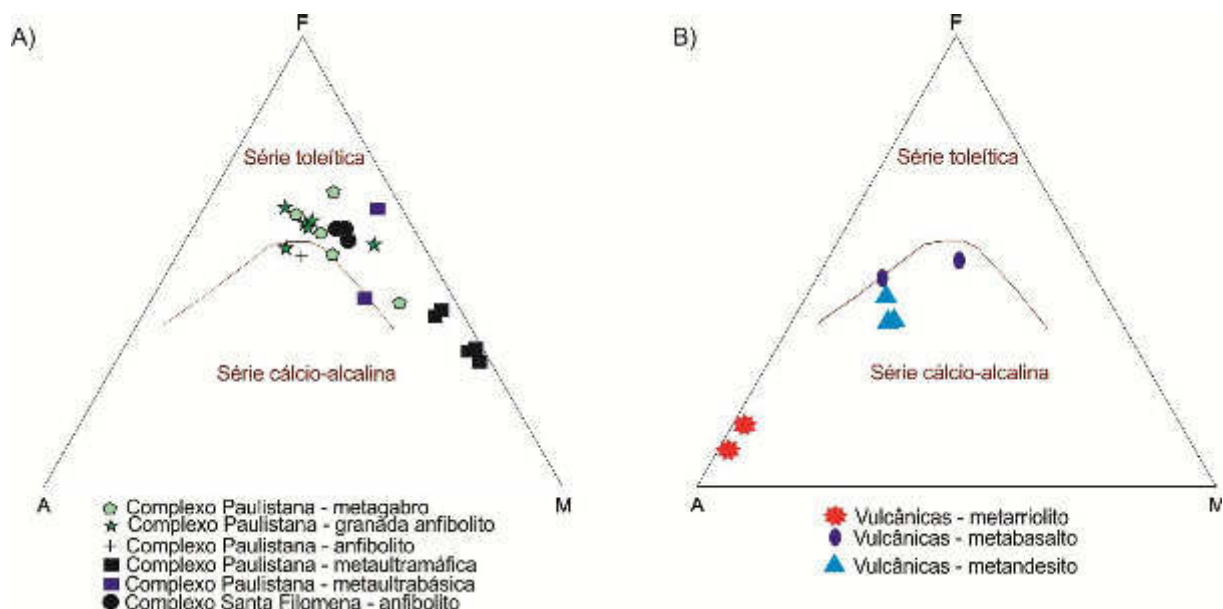 A)
F
Série toleítica
Série cálcio-alcalina
A
M
Complexo Paulistana - metagabro
Complexo Paulistana - granada anfibolito
Complexo Paulistana - anfibolito
Complexo Paulistana - metaultramáfica
Complexo Paulistana - metaultrabásica
Complexo Santa Filomena - anfibolito
B)
F
Série toleítica
Série cálcio-alcalina
A
M
Vulcânicas - metarriolito
Vulcânicas - metabasalto
Vulcânicas - metandesito